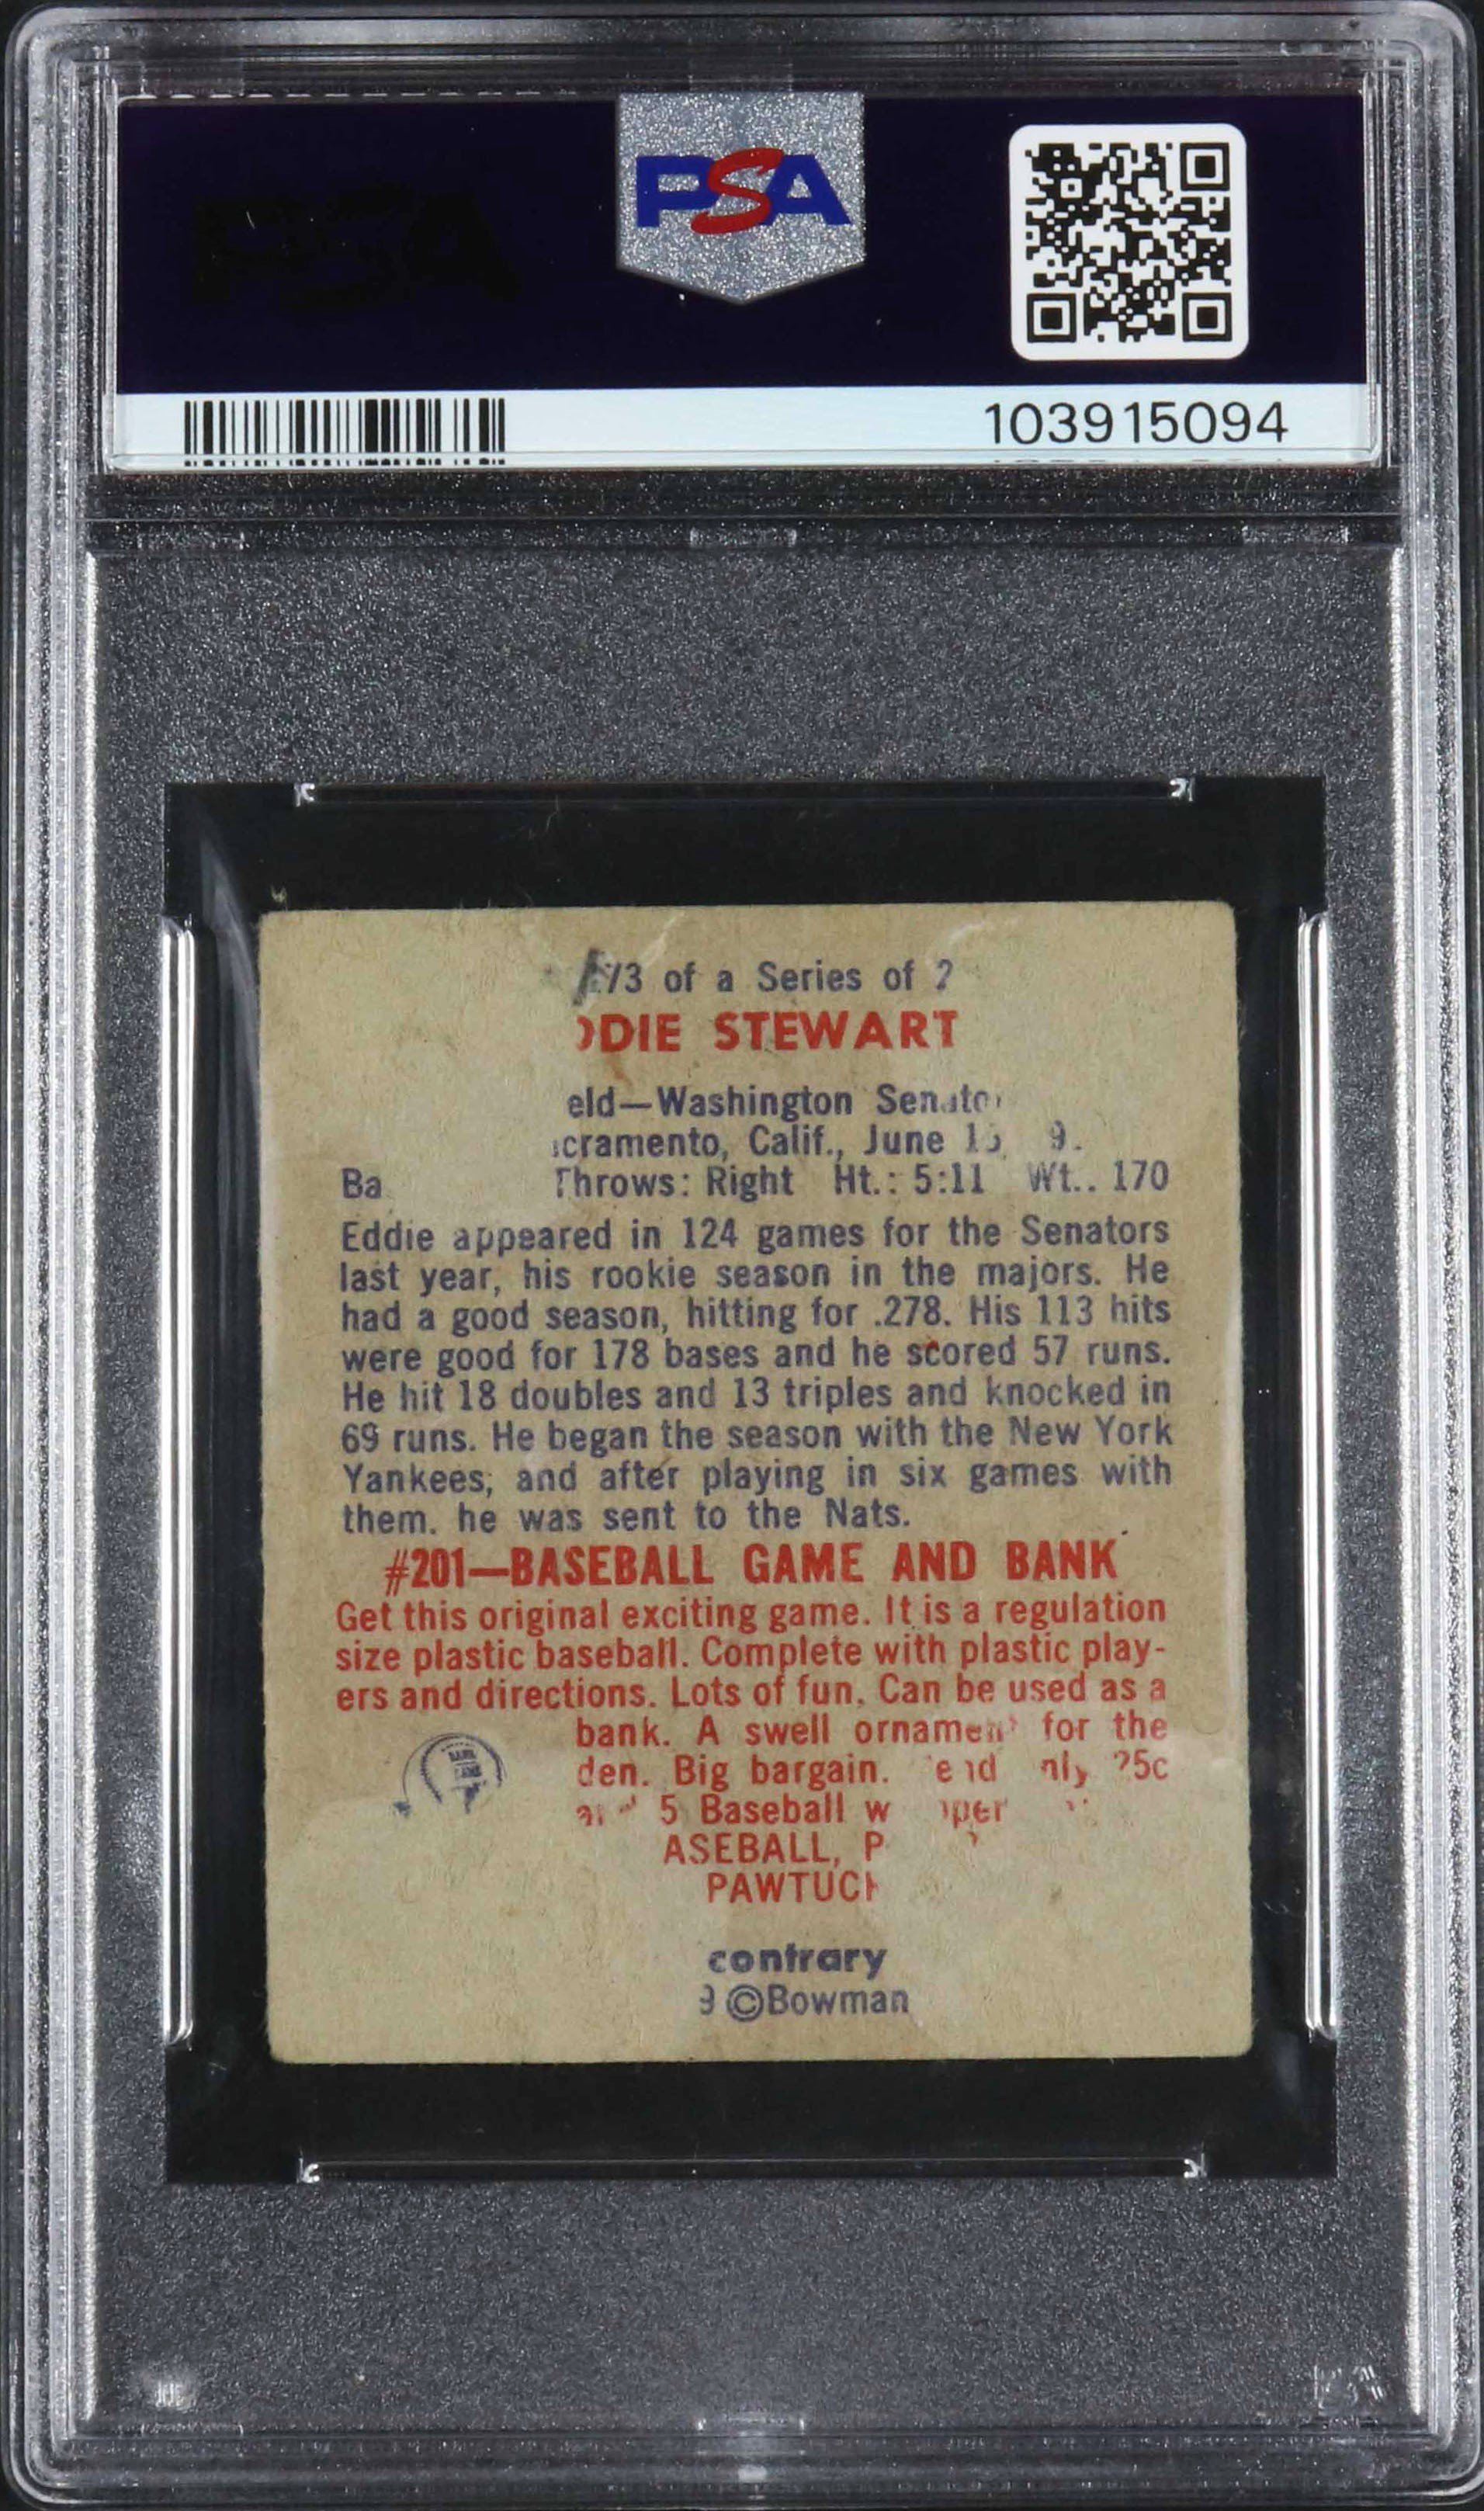 PSA
103915094
of a Series of
STEWART
eld—Washington
cramento, Calif., June
Throws: Right Ht.: 5:11 Wt.. 170
Eddie appeared in 124 games for the Senators
last year, his rookie season in the majors. He
had a good season, hitting for .278. His 113 hits
were good for 178 bases and he scored 57 runs.
He hit 18 doubles and 13 triples and knocked in
69 runs. He began the season with the New York
Yankees; and after playing in six games with
them. he was sent to the Nats.
#201—BASEBALL GAME AND BANK
Get this original exciting game. It is a regulation
size plastic baseball. Complete with plastic play-
ers and directions. Lots of fun. Can be used as a
bank. A swell ornament for the
den. Big bargain.
5 Baseball
ASEBALL, P
PAWTUC
contrary
9 ©Bowman